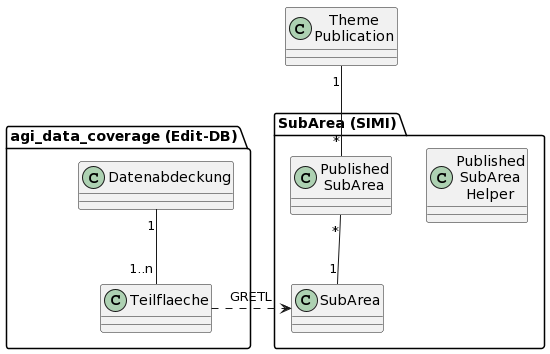 C Theme
Publication
1
agi_data_coverage (Edit-DB)
SubArea (SIMI)
*
C Datenabdeckung
C Published
SubArea
C Published
SubArea
Helper
1
*
1..n
1
C Teilflaeche
GRETL
C SubArea